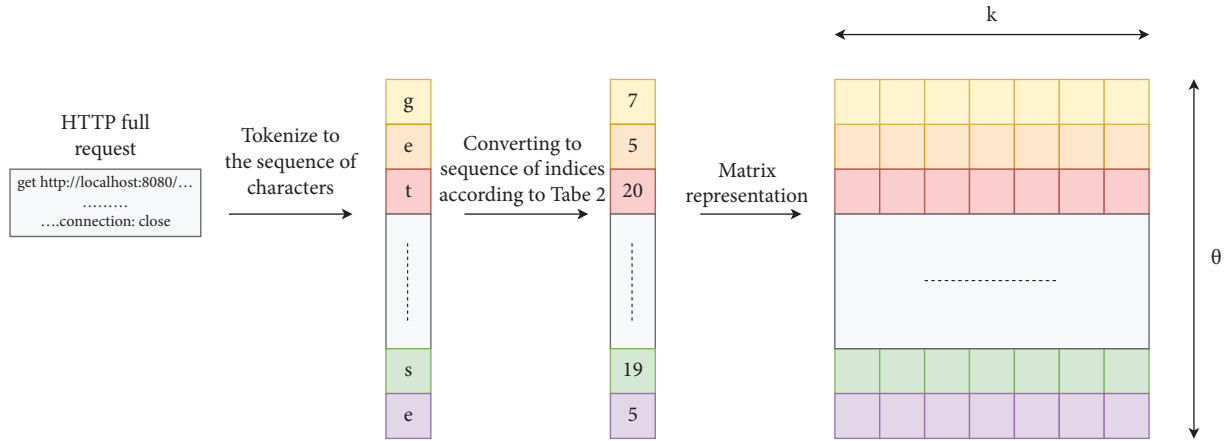 k
HTTP full
request
get http://localhost:8080/...
.........
....connection: close
Tokenize to
the sequence of
characters
g
e
t
s
e
Converting to
sequence of indices
according to Tabe 2
7
5
20
19
5
Matrix
representation
θ